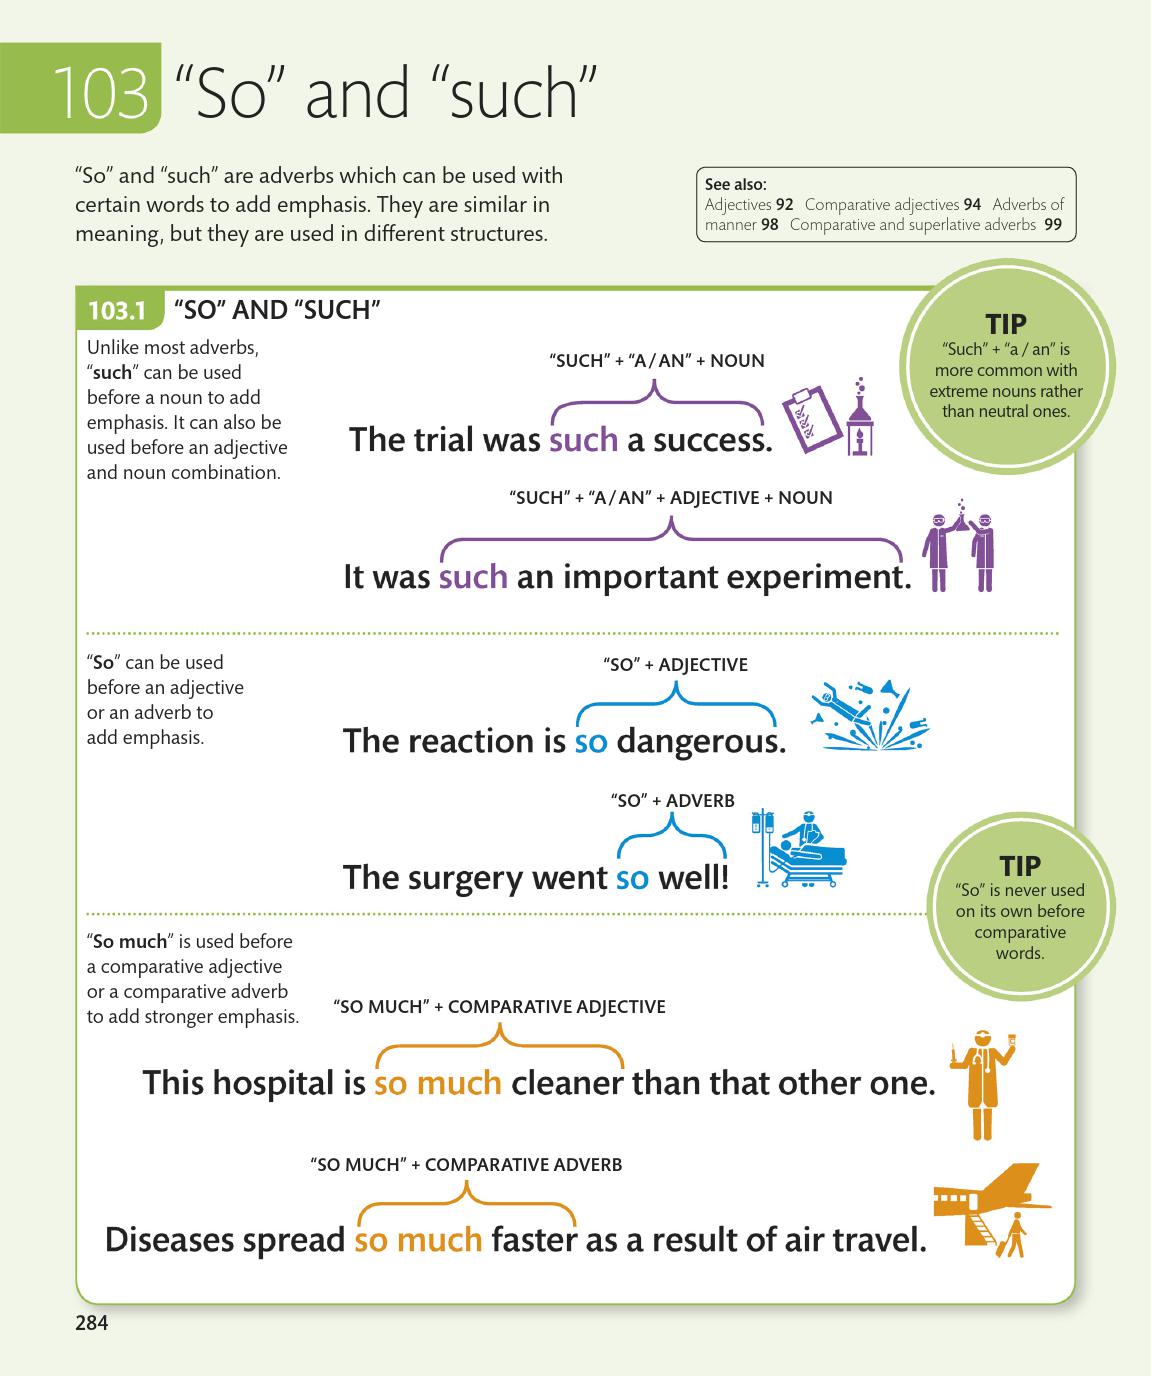 103 “So” and “such”
“So” and “such” are adverbs which can be used with
certain words to add emphasis. They are similar in
meaning, but they are used in different structures.
See also:
Adjectives 92 Comparative adjectives 94 Adverbs of
manner 98 Comparative and superlative adverbs 99
103.1 “SO” AND “SUCH”
Unlike most adverbs,
“such” can be used
before a noun to add
emphasis. It can also be
used before an adjective
and noun combination.
TIP
“Such” + “a / an” is
more common with
extreme nouns rather
than neutral ones.
“SUCH” + “A / AN” + NOUN
The trial was such a success.
“SUCH” + “A / AN” + ADJECTIVE + NOUN
It was such an important experiment.
“So” can be used
before an adjective
or an adverb to
add emphasis.
“SO” + ADJECTIVE
The reaction is so dangerous.
“SO” + ADVERB
The surgery went so well!
TIP
“So” is never used
on its own before
comparative
words.
“So much” is used before
a comparative adjective
or a comparative adverb
to add stronger emphasis.
“SO MUCH” + COMPARATIVE ADJECTIVE
This hospital is so much cleaner than that other one.
“SO MUCH” + COMPARATIVE ADVERB
Diseases spread so much faster as a result of air travel.
284